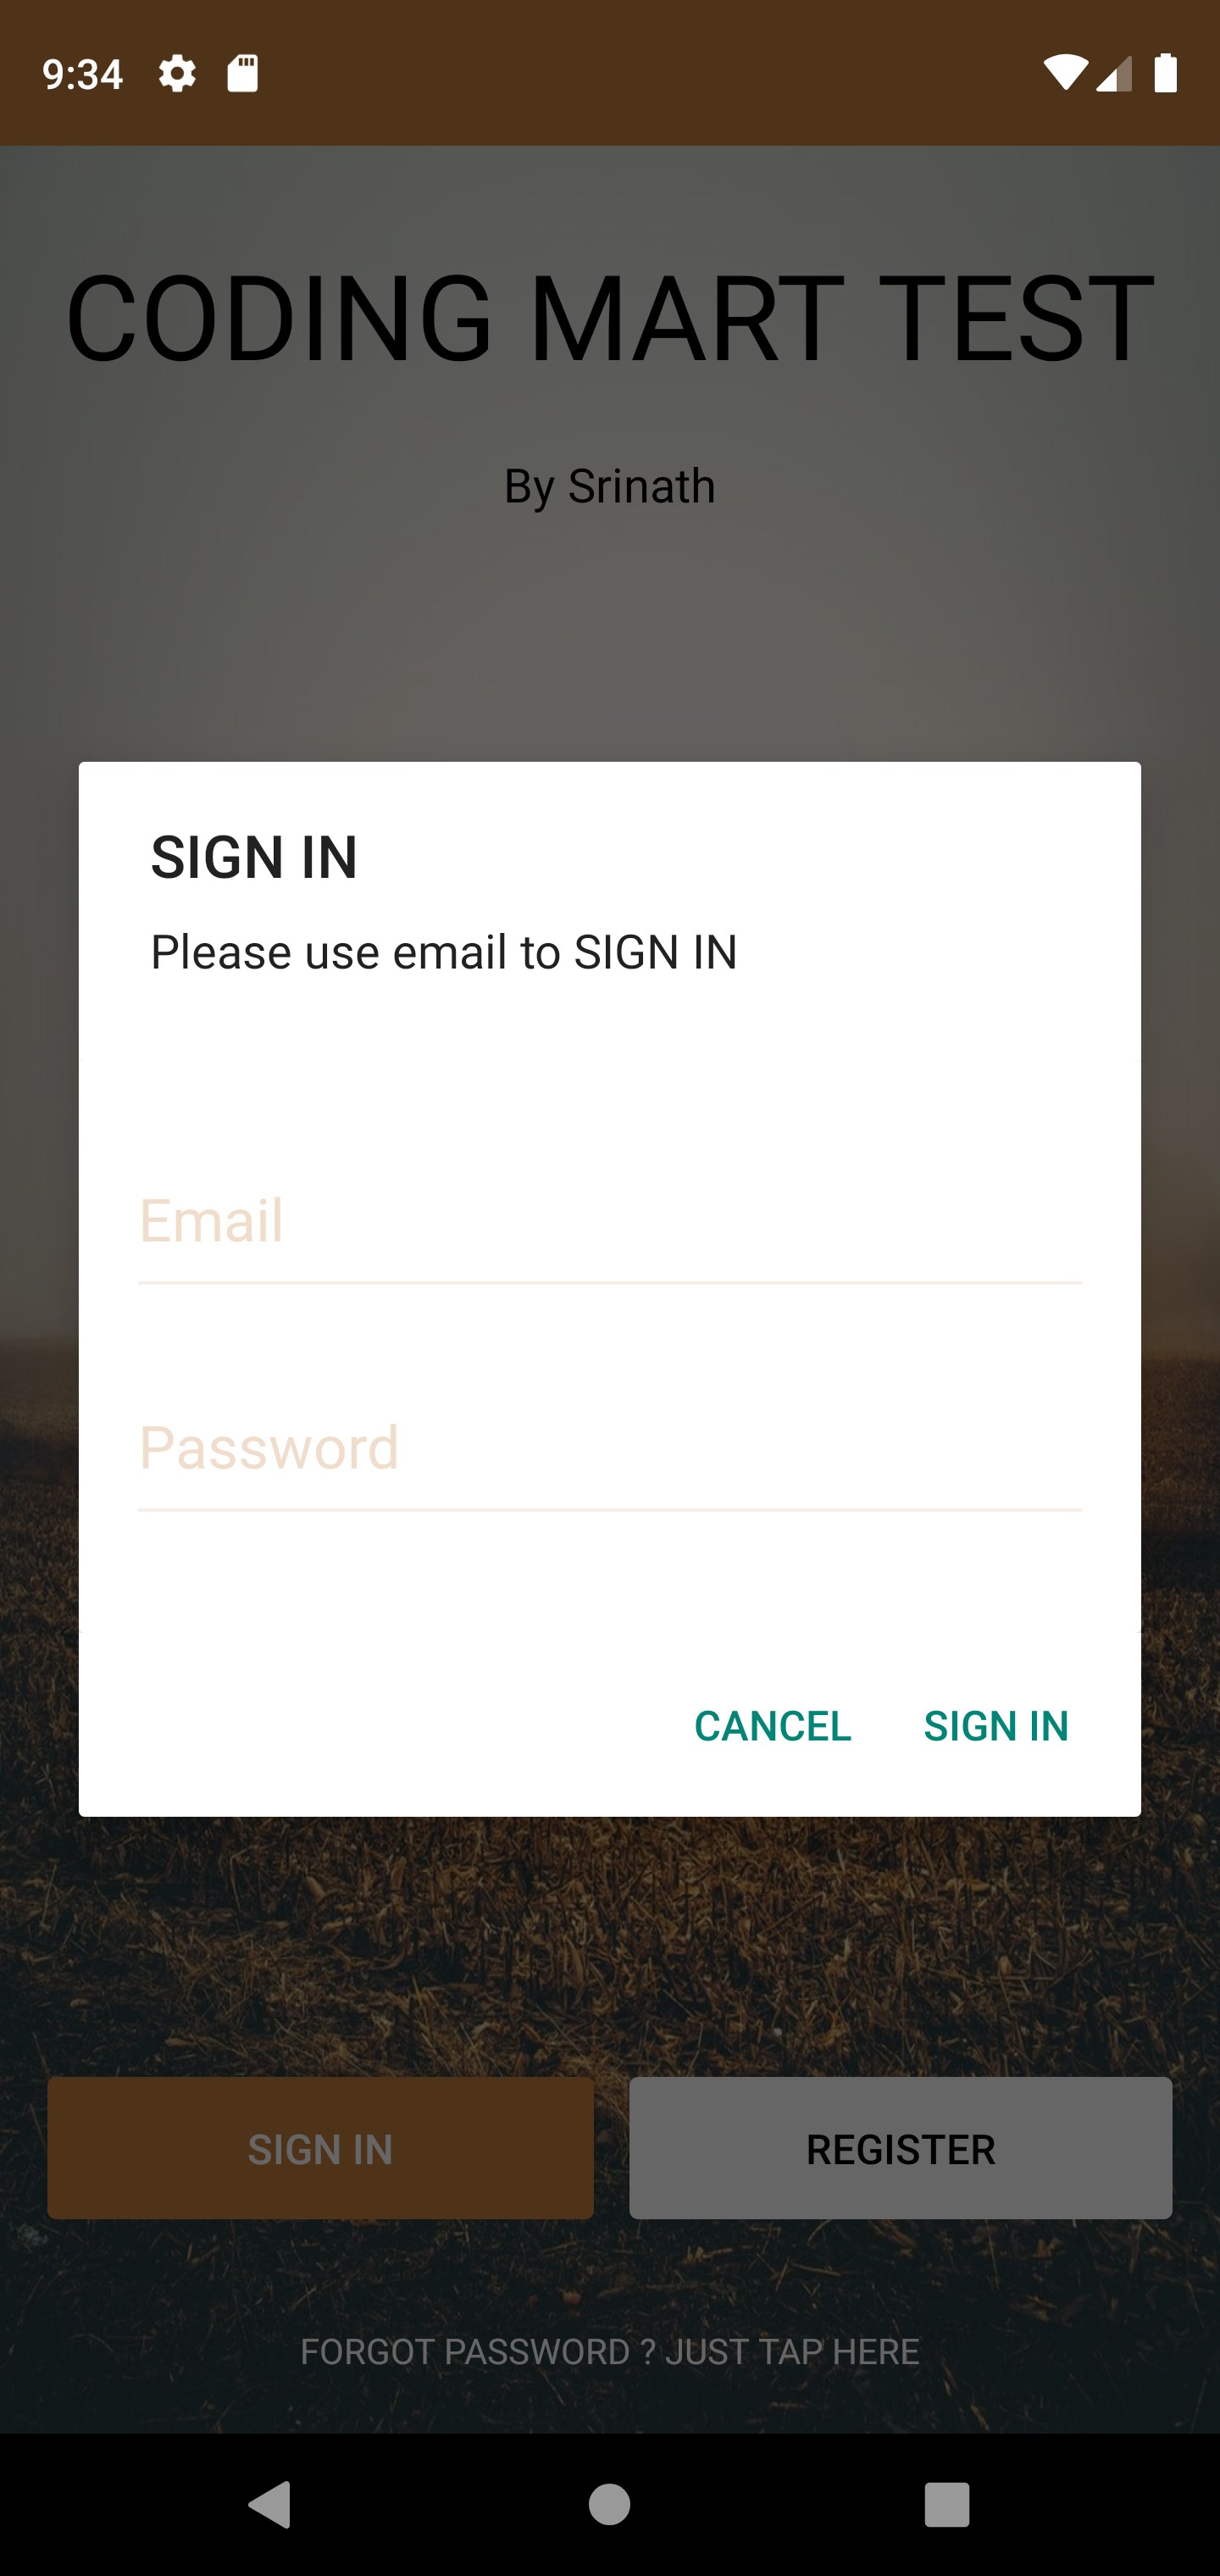 9:34
CODING MART TEST
By Srinath
SIGN IN
Please use email to SIGN IN
Email
Password
CANCEL SIGN IN
SIGN IN REGISTER
FORGOT PASSWORD ? JUST TAP HERE